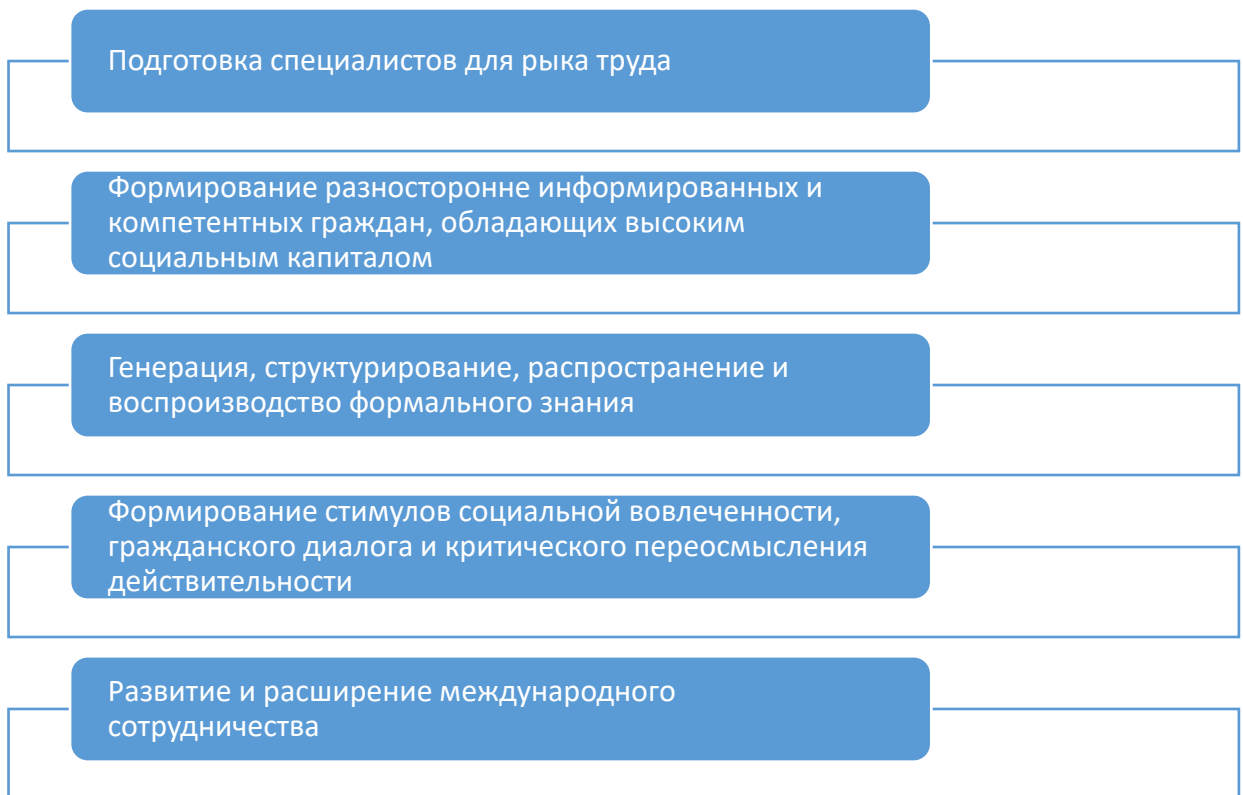 Подготовка специалистов для рыка труда
Формирование разносторонне информированных и
компетентных граждан, обладающих высоким
социальным капиталом
Генерация, структурирование, распространение и
воспроизводство формального знания
Формирование стимулов социальной вовлеченности,
гражданского диалога и критического переосмысления
действительности
Развитие и расширение международного
сотрудничества